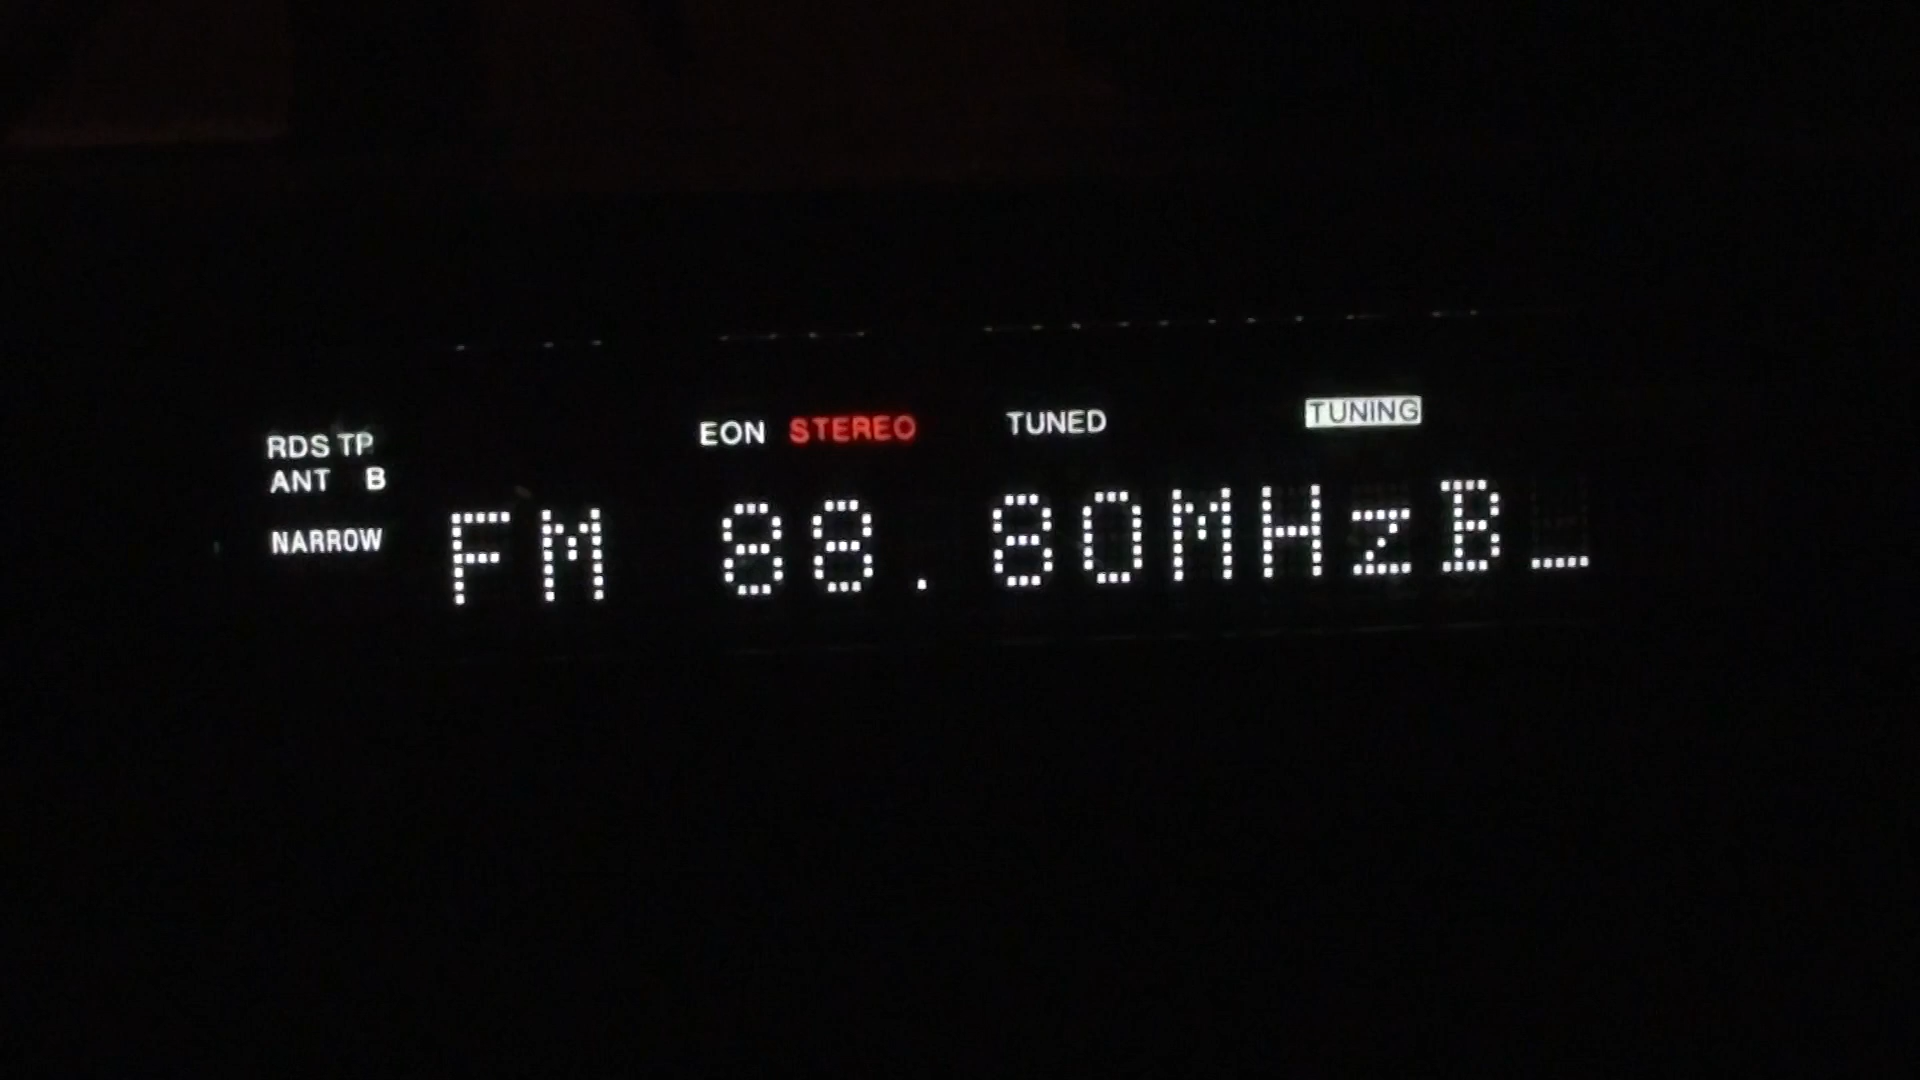 EON STEREO TUNED TUNING
RDS TP
ANT B
NARROW
FM 88.80MHzB_